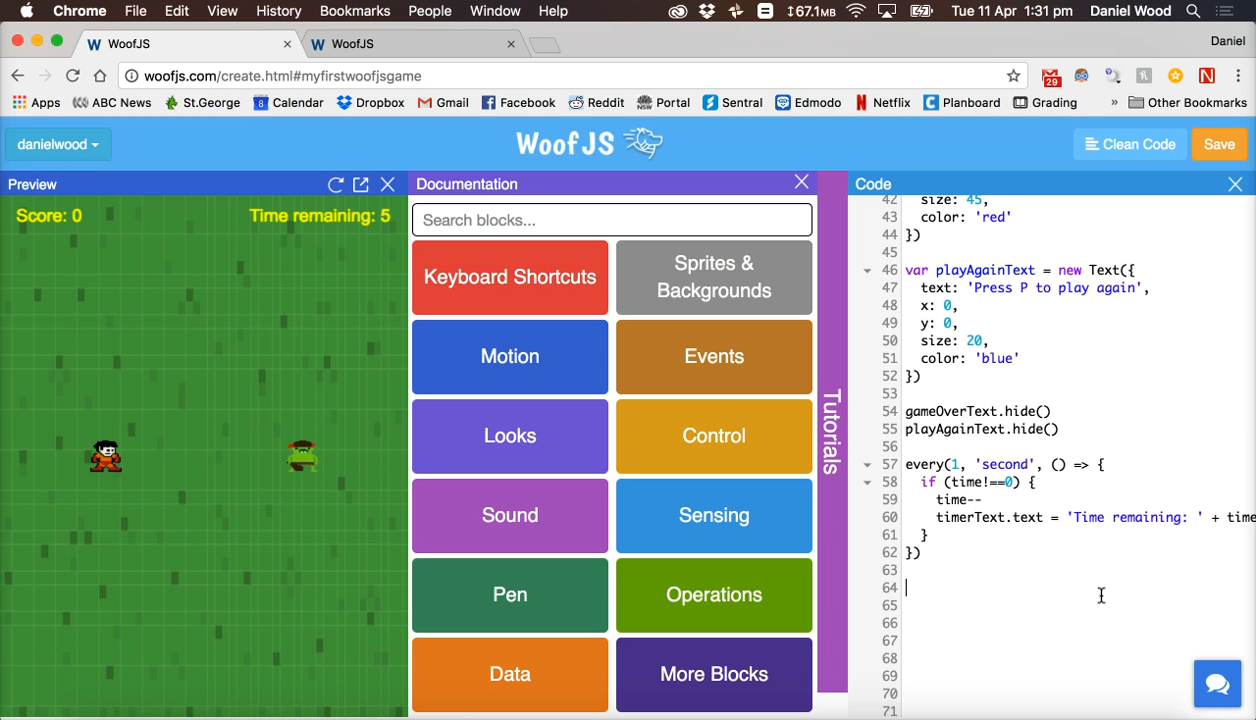 Chrome File Edit View History Bookmarks People Window Help 67.1MB Tue 11 Apr 1:31 pm Daniel Wood
W WoofJS × W WoofJS × Daniel
woofjs.com/create.html#myfirstwoofjsgame 29 N
Apps ABC News St.George 8 Calendar Dropbox Gmail Facebook Reddit Portal Sentral Edmodo Netflix Planboard Grading » Other Bookmarks
danielwood WoofJS Clean Code Save
Preview
Score: 0 Time remaining: 5
Documentation
Search blocks...
Keyboard Shortcuts
Sprites &
Backgrounds
Motion
Events
Looks
Control
Sound
Sensing
Pen
Operations
Data
More Blocks
Tutorials
Code
42 size: 45,
43 color: 'red'
44 })
45
46 var playAgainText = new Text({
47 text: 'Press P to play again',
48 x: 0,
49 y: 0,
50 size: 20,
51 color: 'blue'
52 })
53
54 gameOverText.hide()
55 playAgainText.hide()
56
57 every(1, 'second', () => {
58 if (time!==0) {
59 time--
60 timerText.text = 'Time remaining: ' + time
61 }
62 })
63
64
65
66
67
68
69
70
71